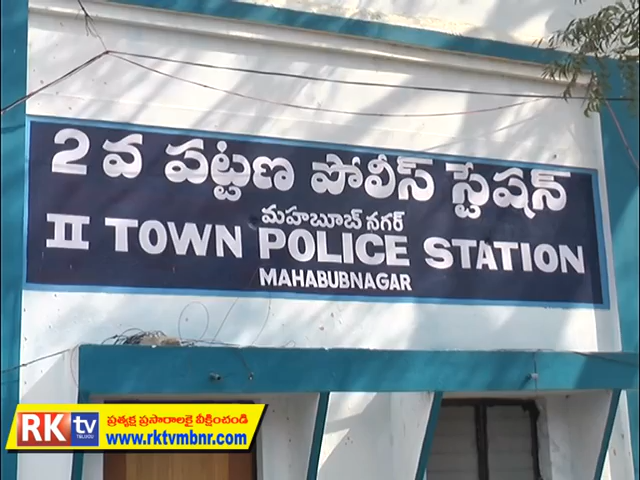 2 వ పట్టణ పోలీస్ స్టేషన్
మహబూబ్ నగర్
II TOWN POLICE STATION
MAHABUBNAGAR
RK tv
TELUGU
ప్రత్యక్ష ప్రసారాలకై వీక్షించండి
www.rktvmbnr.com